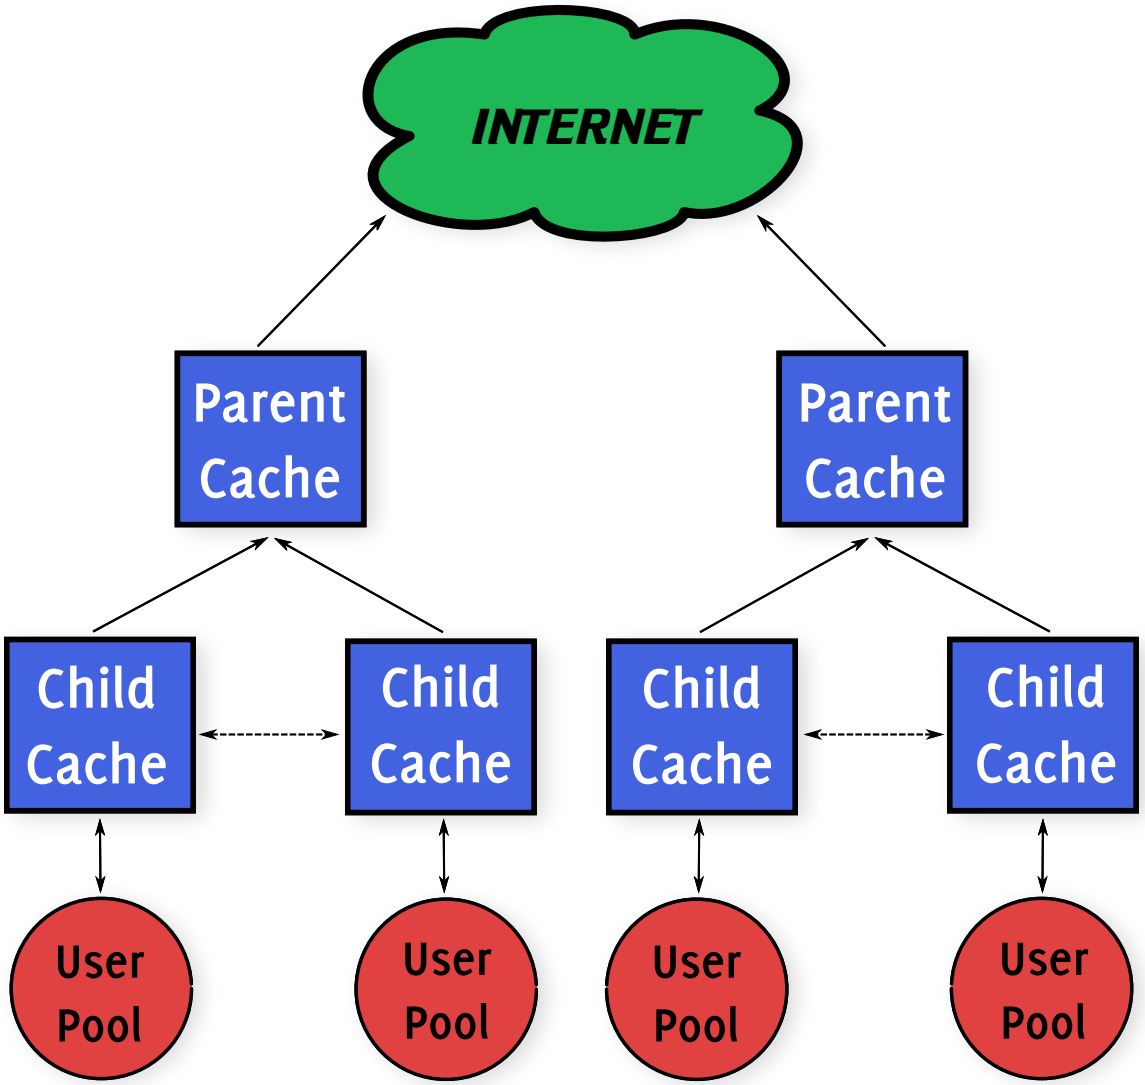 INTERNET
Parent
Cache
Parent
Cache
Child
Cache
Child
Cache
Child
Cache
Child
Cache
User
Pool
User
Pool
User
Pool
User
Pool